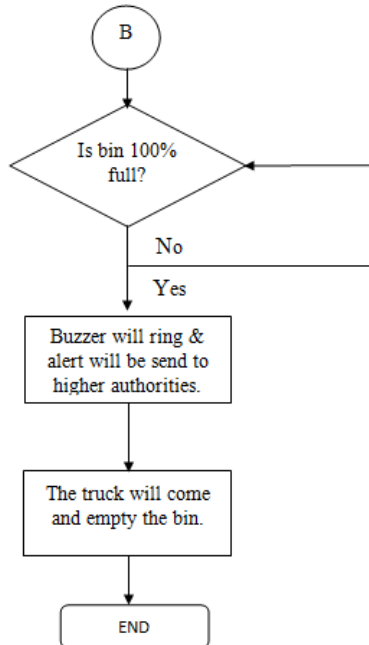 B
Is bin 100%
full?
No
Yes
Buzzer will ring &
alert will be send to
higher authorities.
The truck will come
and empty the bin.
END